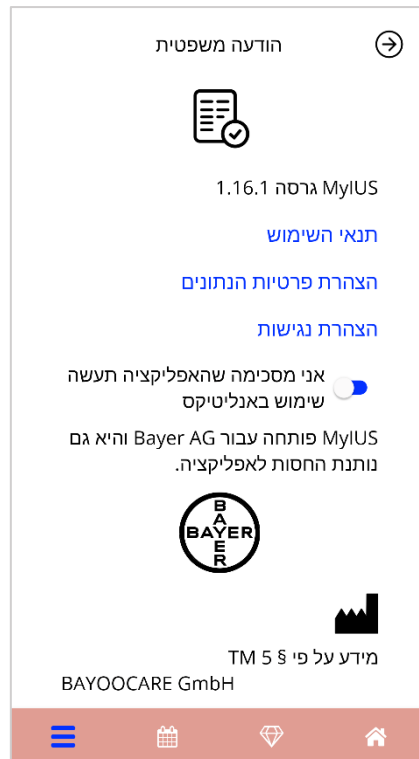 הודעה משפטית
MyIUS גרסה 1.16.1
תנאי השימוש
הצהרת פרטיות הנתונים
הצהרת נגישות
אני מסכימה שהאפליקציה תעשה
שימוש באנליטיקס
MyIUS פותחה עבור Bayer AG והיא גם
נותנת החסות לאפליקציה.
BAYER
BAYER
מידע על פי § 5 TM
BAYOOCARE GmbH